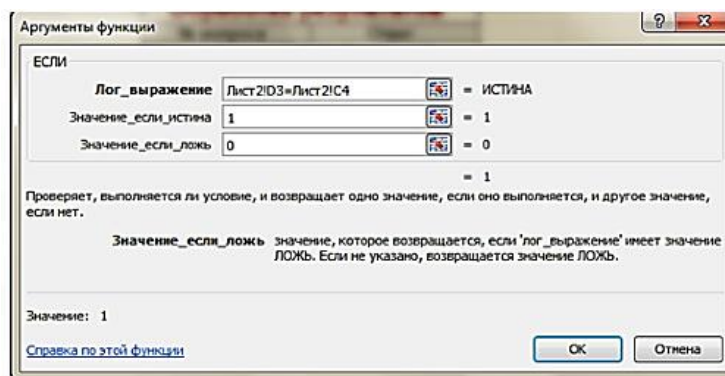 Аргументы функции
ЕСЛИ
Лог_выражение Лист2!D3=Лист2!C4 = ИСТИНА
Значение_если_истина 1 = 1
Значение_если_ложь 0 = 0
= 1
Проверяет, выполняется ли условие, и возвращает одно значение, если оно выполняется, и другое значение,
если нет.
Значение_если_ложь значение, которое возвращается, если 'лог_выражение' имеет значение
ЛОЖЬ. Если не указано, возвращается значение ЛОЖЬ.
Значение: 1
Справка по этой функции ОК Отмена